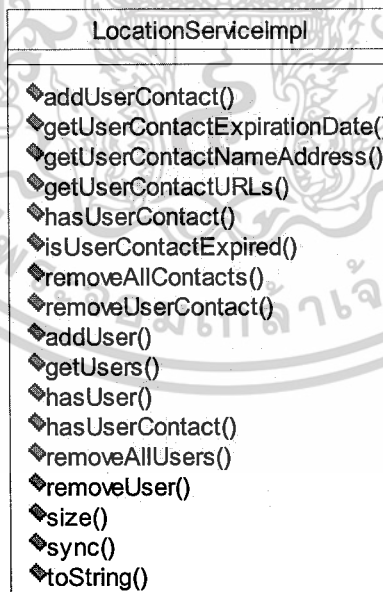 LocationServiceImpl
addUserContact()
getUserContactExpirationDate()
getUserContactNameAddress()
getUserContactURLs()
hasUserContact()
isUserContactExpired()
removeAllContacts()
removeUserContact()
addUser()
getUsers()
hasUser()
hasUserContact()
removeAllUsers()
removeUser()
size()
sync()
toString()